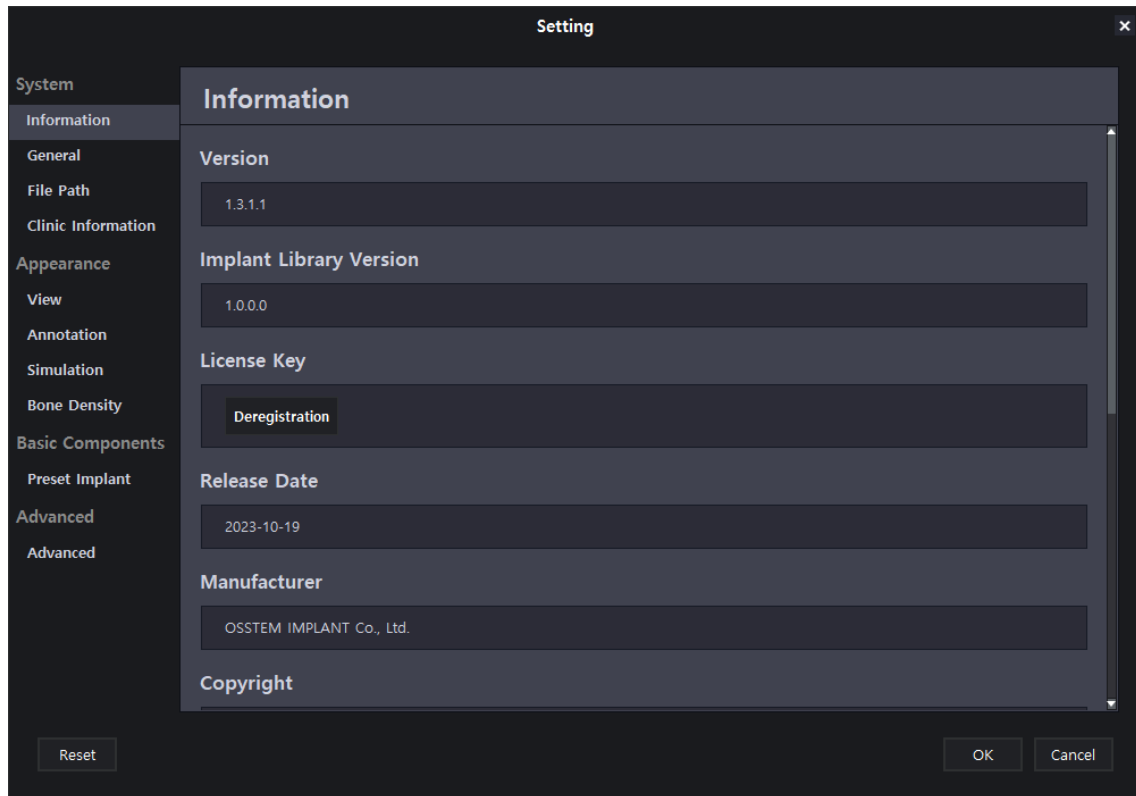 Setting
System
Information
General
File Path
Clinic Information
Appearance
View
Annotation
Simulation
Bone Density
Basic Components
Preset Implant
Advanced
Advanced
Information
Version
1.3.1.1
Implant Library Version
1.0.0.0
License Key
Deregistration
Release Date
2023-10-19
Manufacturer
OSSTEM IMPLANT Co., Ltd.
Copyright
Reset
OK
Cancel